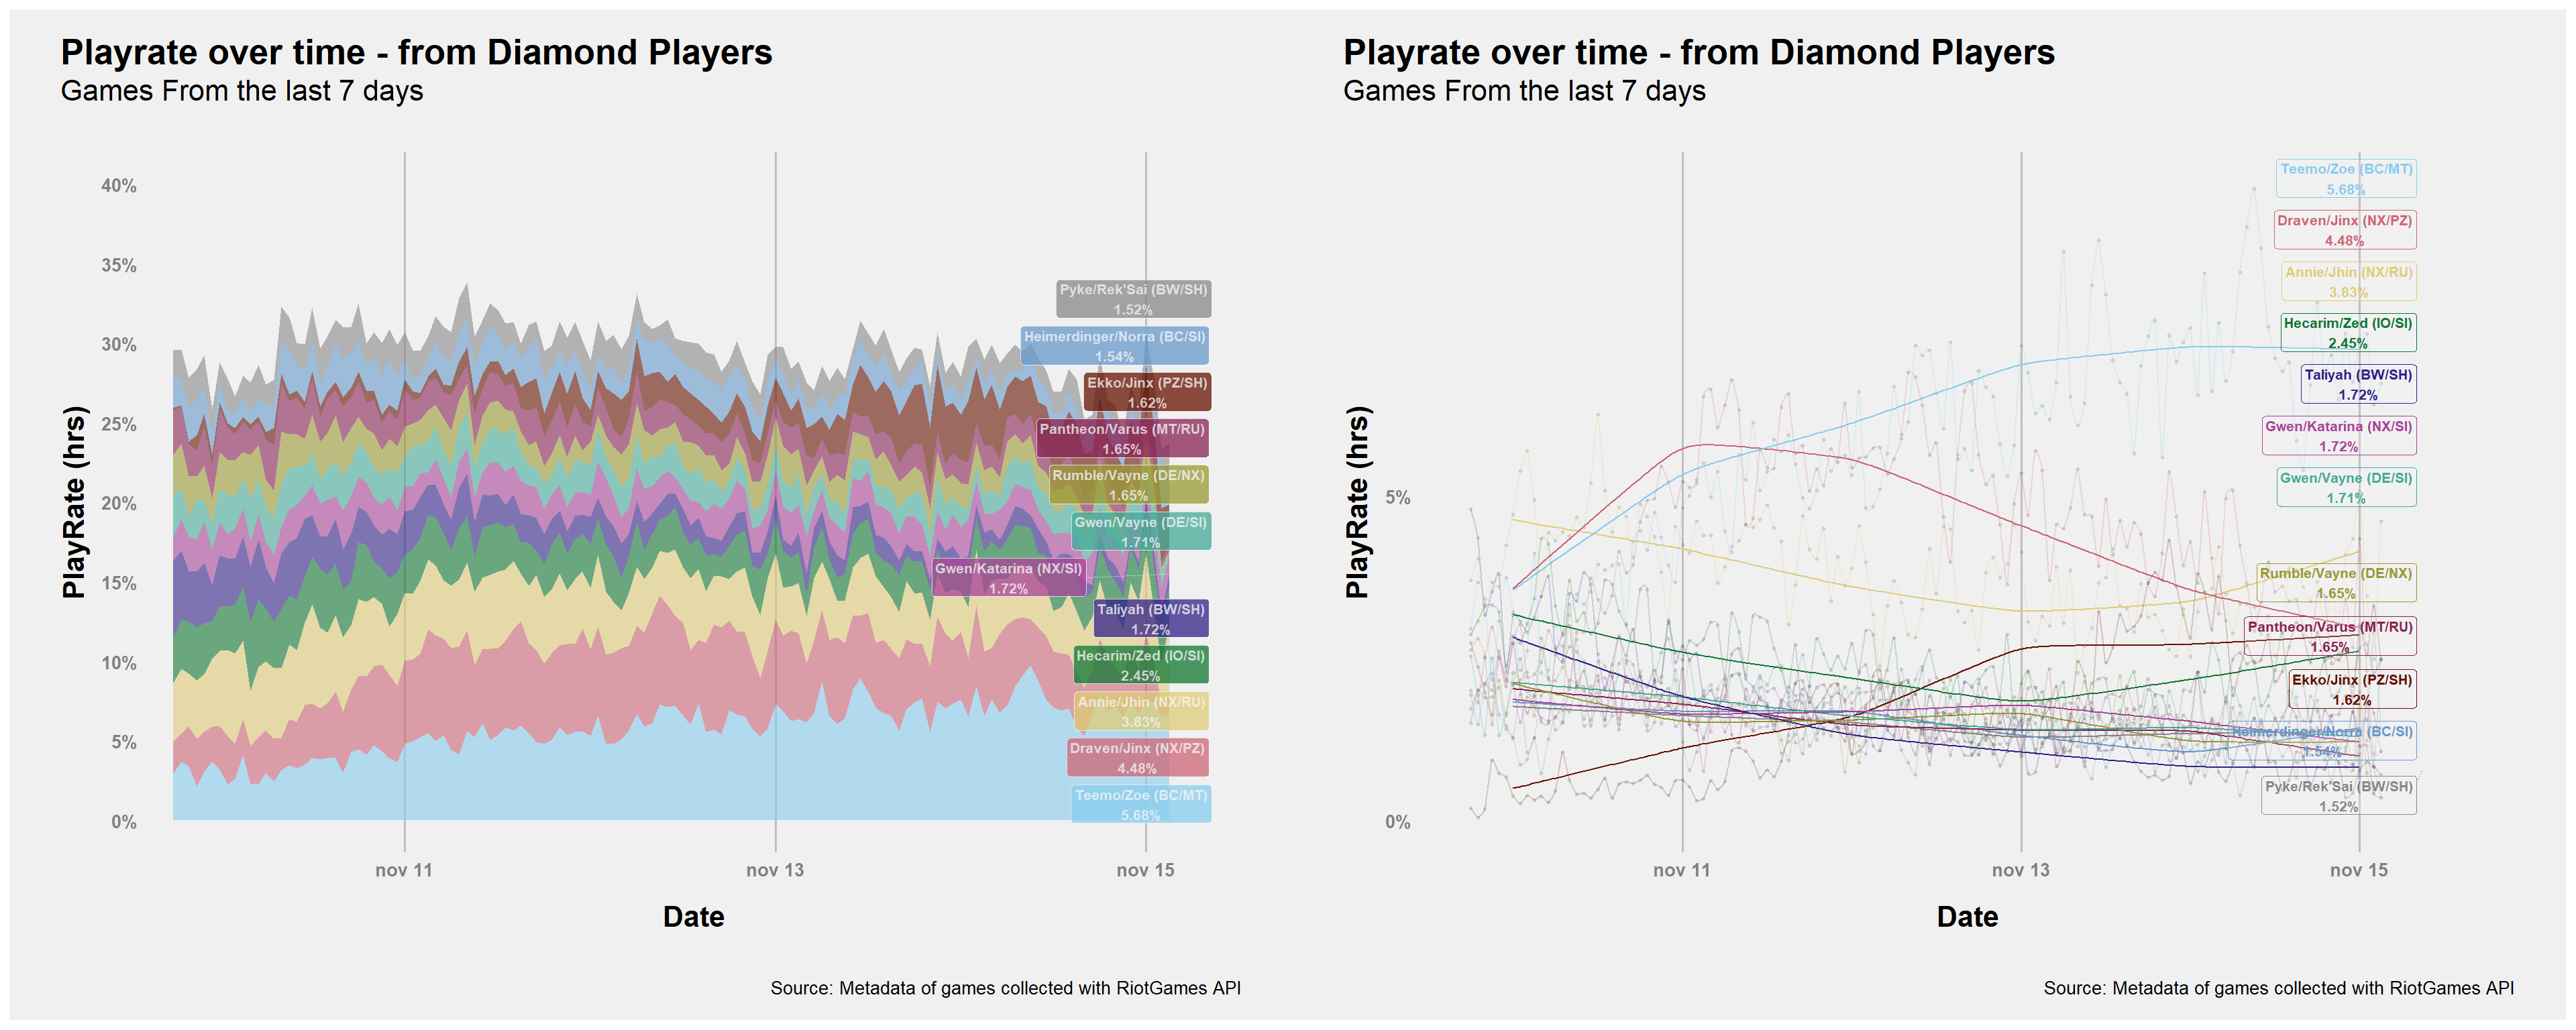 Playrate over time - from Diamond Players
Games From the last 7 days
PlayRate (hrs)
40%
35%
30%
25%
20%
15%
10%
5%
0%
Pyke/Rek'Sai (BW/SH)
1.52%
Heimerdinger/Norra (BC/SI)
1.54%
Ekko/Jinx (PZ/SH)
1.62%
Pantheon/Varus (MT/RU)
1.65%
Rumble/Vayne (DE/NX)
1.65%
Gwen/Vayne (DE/SI)
1.71%
Gwen/Katarina (NX/SI)
1.72%
Taliyah (BW/SH)
1.72%
Hecarim/Zed (IO/SI)
2.45%
Annie/Jhin (NX/RU)
3.83%
Draven/Jinx (NX/PZ)
4.48%
Teemo/Zoe (BC/MT)
5.68%
nov 11
nov 13
nov 15
Date
Source: Metadata of games collected with RiotGames API
Playrate over time - from Diamond Players
Games From the last 7 days
PlayRate (hrs)
5%
0%
Teemo/Zoe (BC/MT)
5.68%
Draven/Jinx (NX/PZ)
4.48%
Annie/Jhin (NX/RU)
3.83%
Hecarim/Zed (IO/SI)
2.45%
Taliyah (BW/SH)
1.72%
Gwen/Katarina (NX/SI)
1.72%
Gwen/Vayne (DE/SI)
1.71%
Rumble/Vayne (DE/NX)
1.65%
Pantheon/Varus (MT/RU)
1.65%
Ekko/Jinx (PZ/SH)
1.62%
Heimerdinger/Norra (BC/SI)
1.54%
Pyke/Rek'Sai (BW/SH)
1.52%
nov 11
nov 13
nov 15
Date
Source: Metadata of games collected with RiotGames API